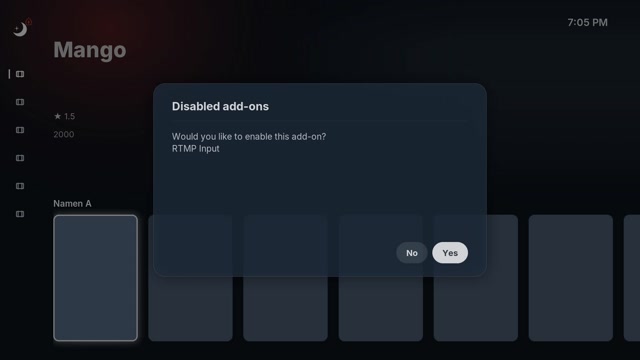 7:05 PM
Mango
★ 1.5
2000
Disabled add-ons
Would you like to enable this add-on?
RTMP Input
No
Yes
Namen A